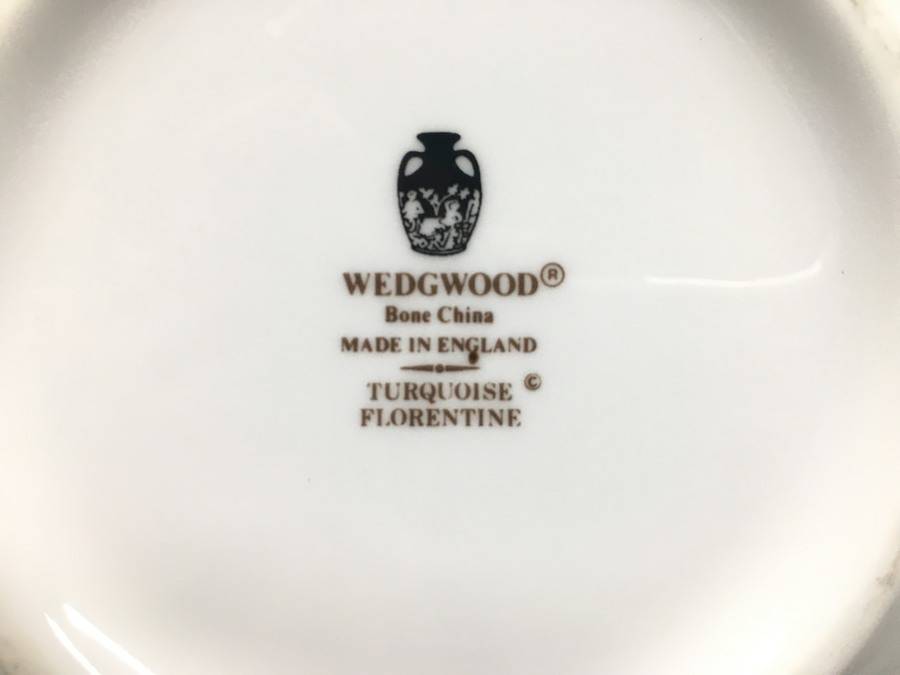 WEDGWOOD®
Bone China
MADE IN ENGLAND
TURQUOISE ©
FLORENTINE